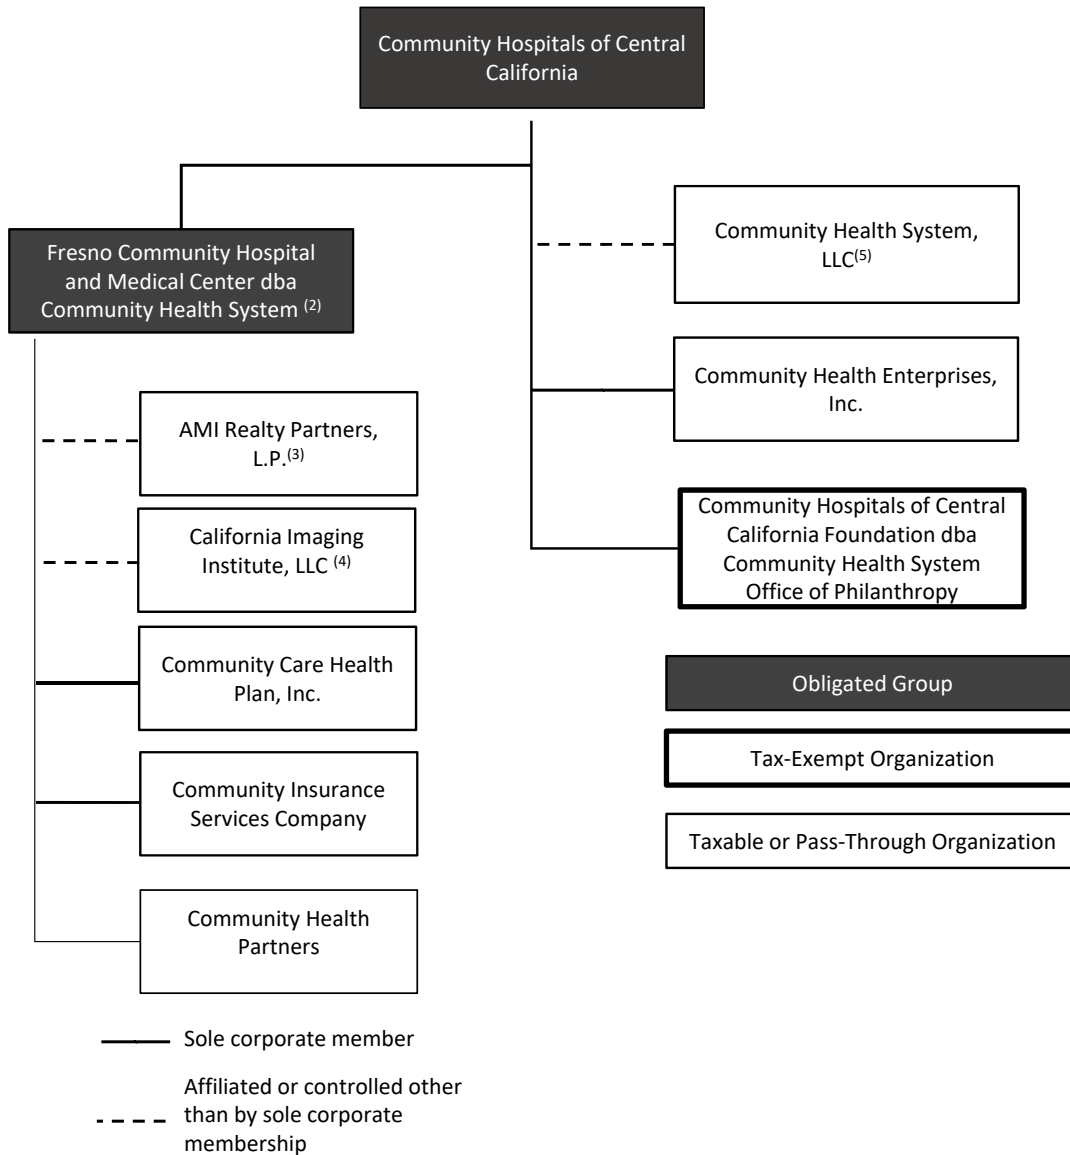 Community Hospitals of Central
California
Fresno Community Hospital
and Medical Center dba
Community Health System (2)
AMI Realty Partners,
L.P.(3)
California Imaging
Institute, LLC (4)
Community Care Health
Plan, Inc.
Community Insurance
Services Company
Community Health
Partners
Community Health System,
LLC(5)
Community Health Enterprises,
Inc.
Community Hospitals of Central
California Foundation dba
Community Health System
Office of Philanthropy
Obligated Group
Tax-Exempt Organization
Taxable or Pass-Through Organization
Sole corporate member
Affiliated or controlled other
than by sole corporate
membership